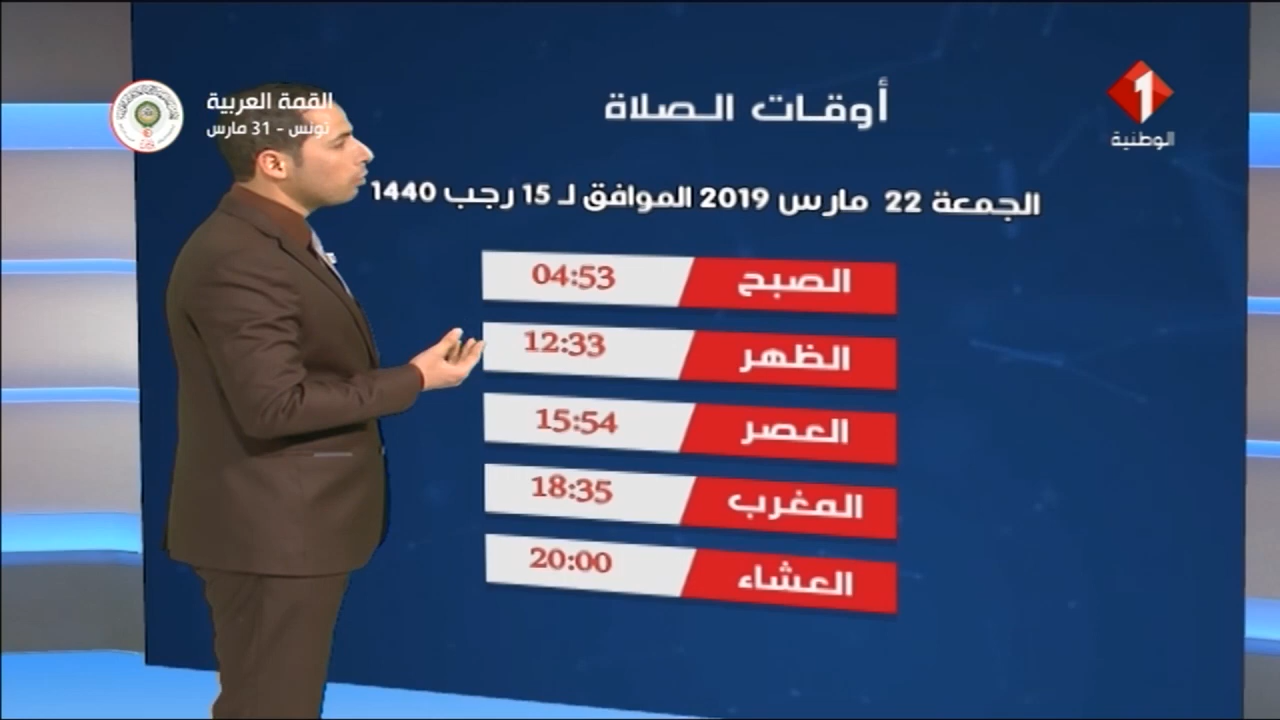 القمة العربية
تونس - 31 مارس
1
الوطنية
أوقات الصلاة
الجمعة 22 مارس 2019 الموافق لـ 15 رجب 1440
الصبح 04:53
الظهر 12:33
العصر 15:54
المغرب 18:35
العشاء 20:00